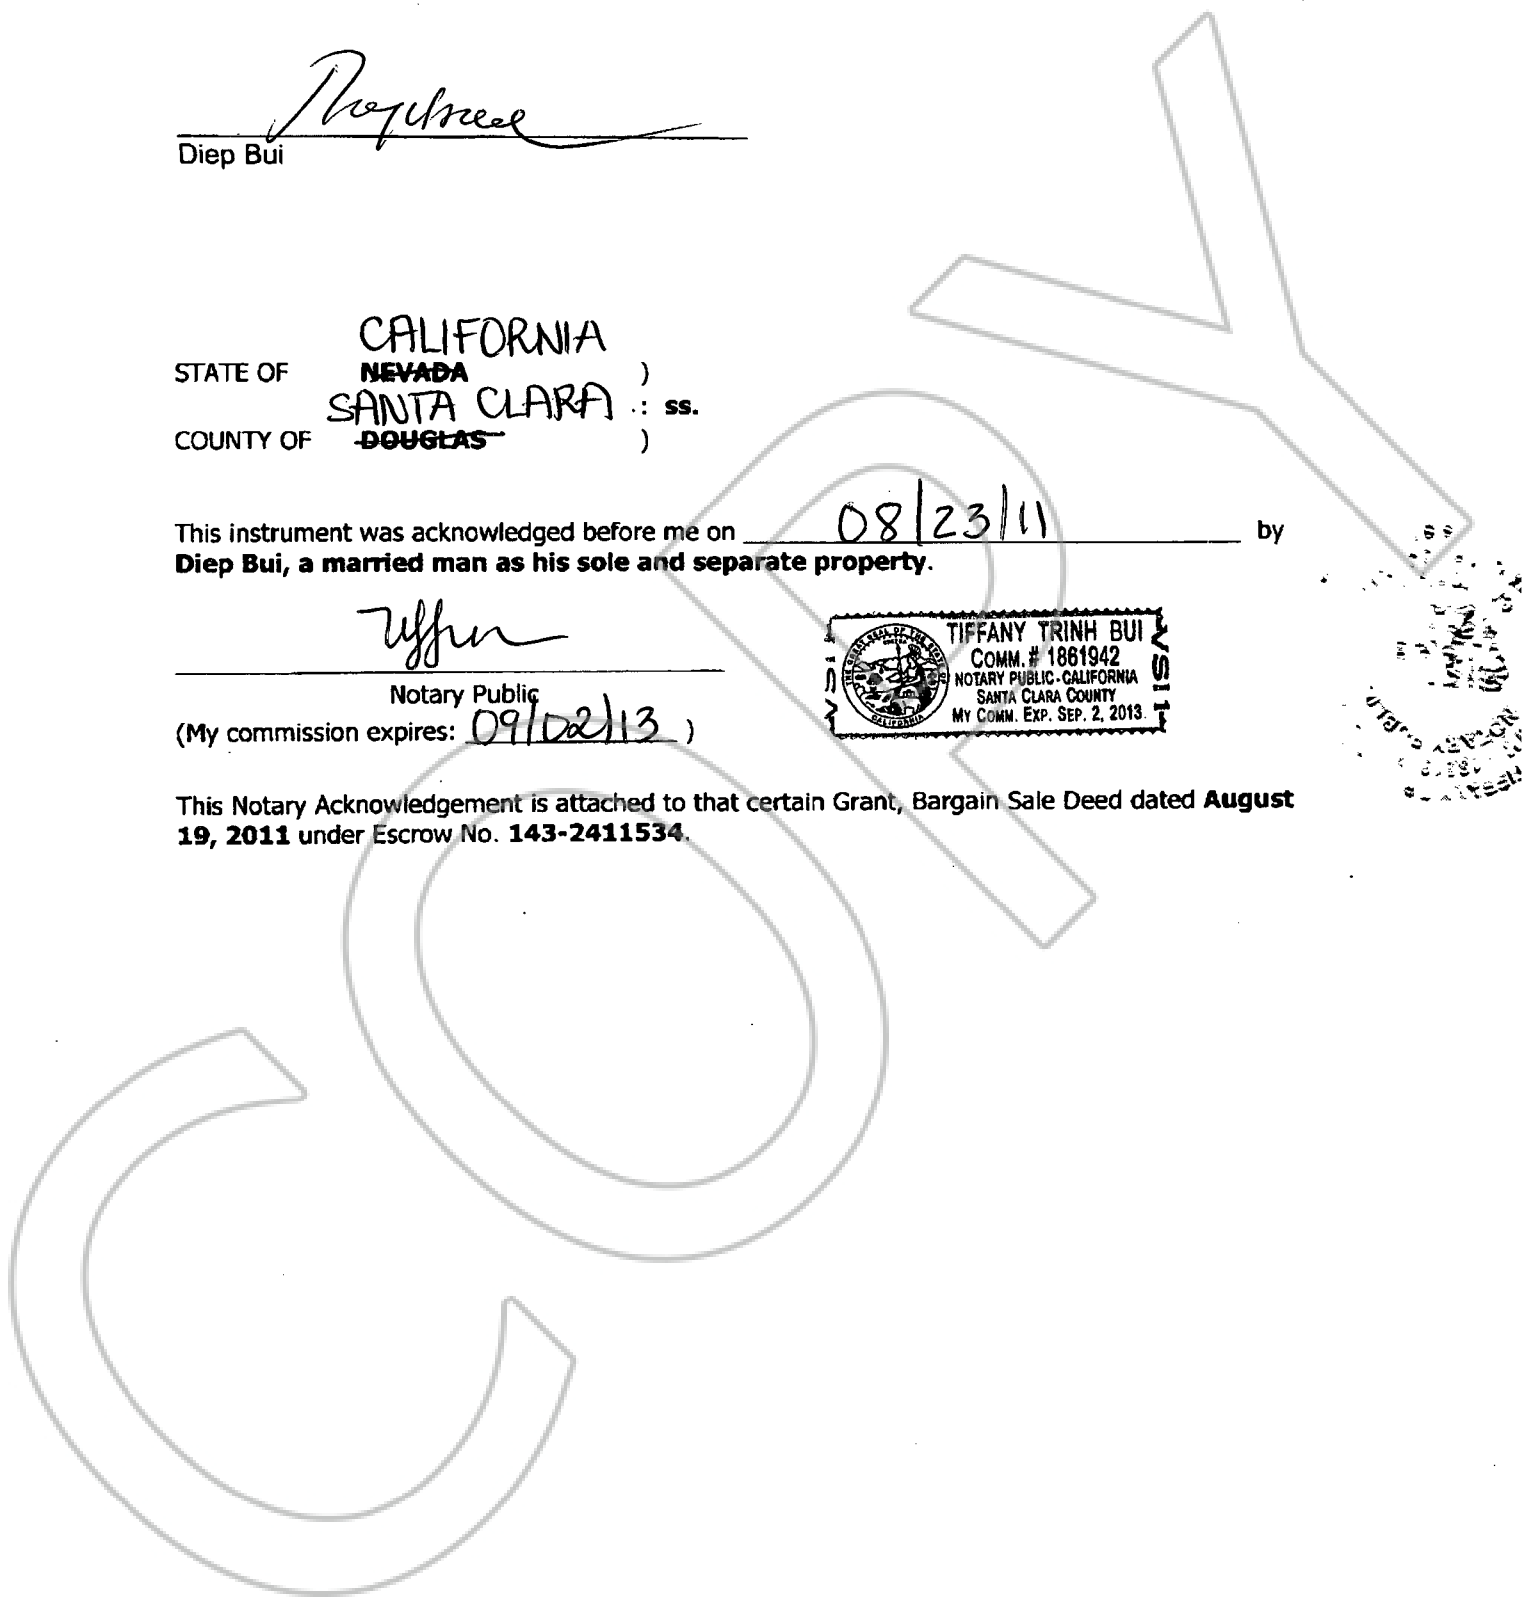 Diep Bui
CALIFORNIA
STATE OF NEVADA )
SANTA CLARA : ss.
COUNTY OF DOUGLAS )
This instrument was acknowledged before me on 08/23/11 by
Diep Bui, a married man as his sole and separate property.
TIFFANY TRINH BUI
COMM. # 1861942
NOTARY PUBLIC-CALIFORNIA
SANTA CLARA COUNTY
MY COMM. EXP. SEP. 2, 2013
Notary Public
(My commission expires: 09/02/13 )
This Notary Acknowledgement is attached to that certain Grant, Bargain Sale Deed dated August
19, 2011 under Escrow No. 143-2411534.
COPY